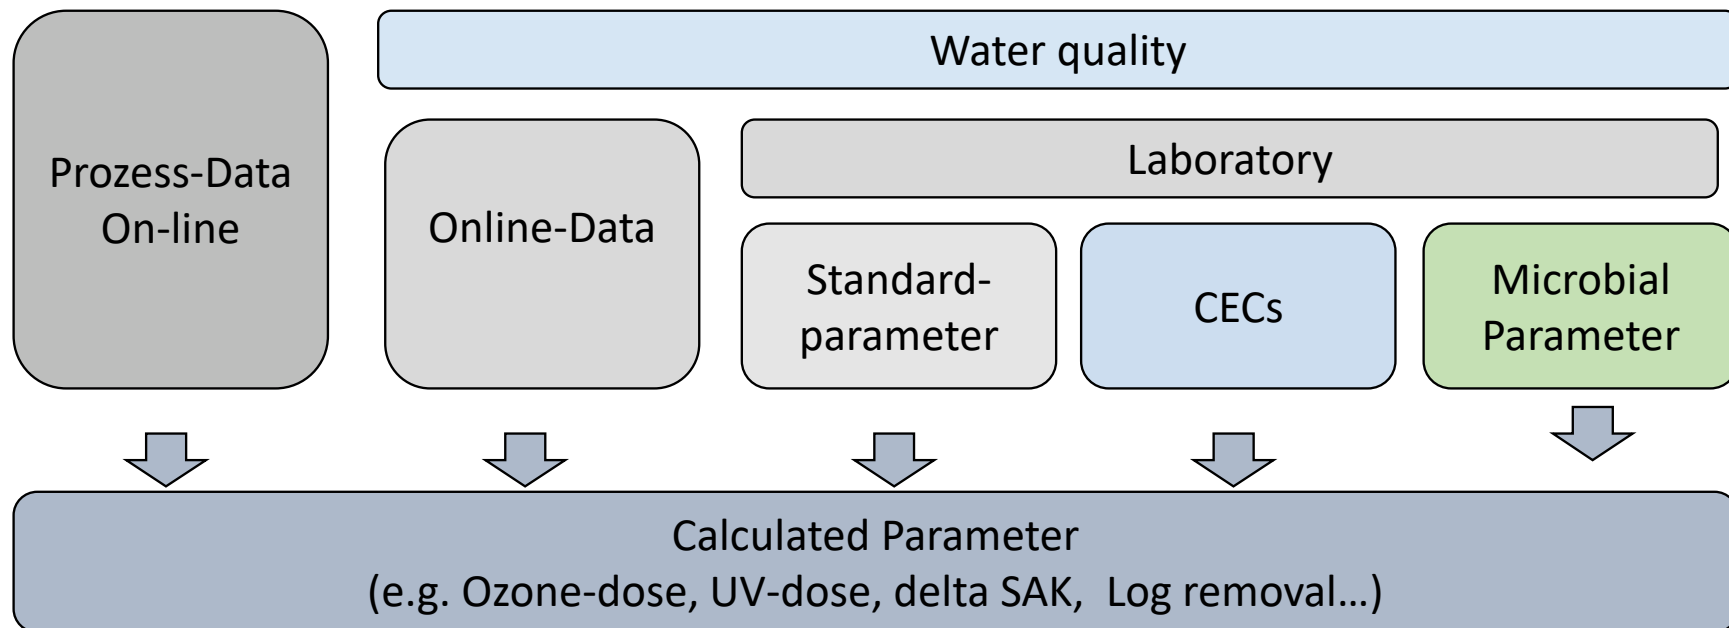 Water quality
Prozess-Data
On-line
Online-Data
Laboratory
Standard-
parameter
CECs
Microbial
Parameter
Calculated Parameter
(e.g. Ozone-dose, UV-dose, delta SAK, Log removal...)